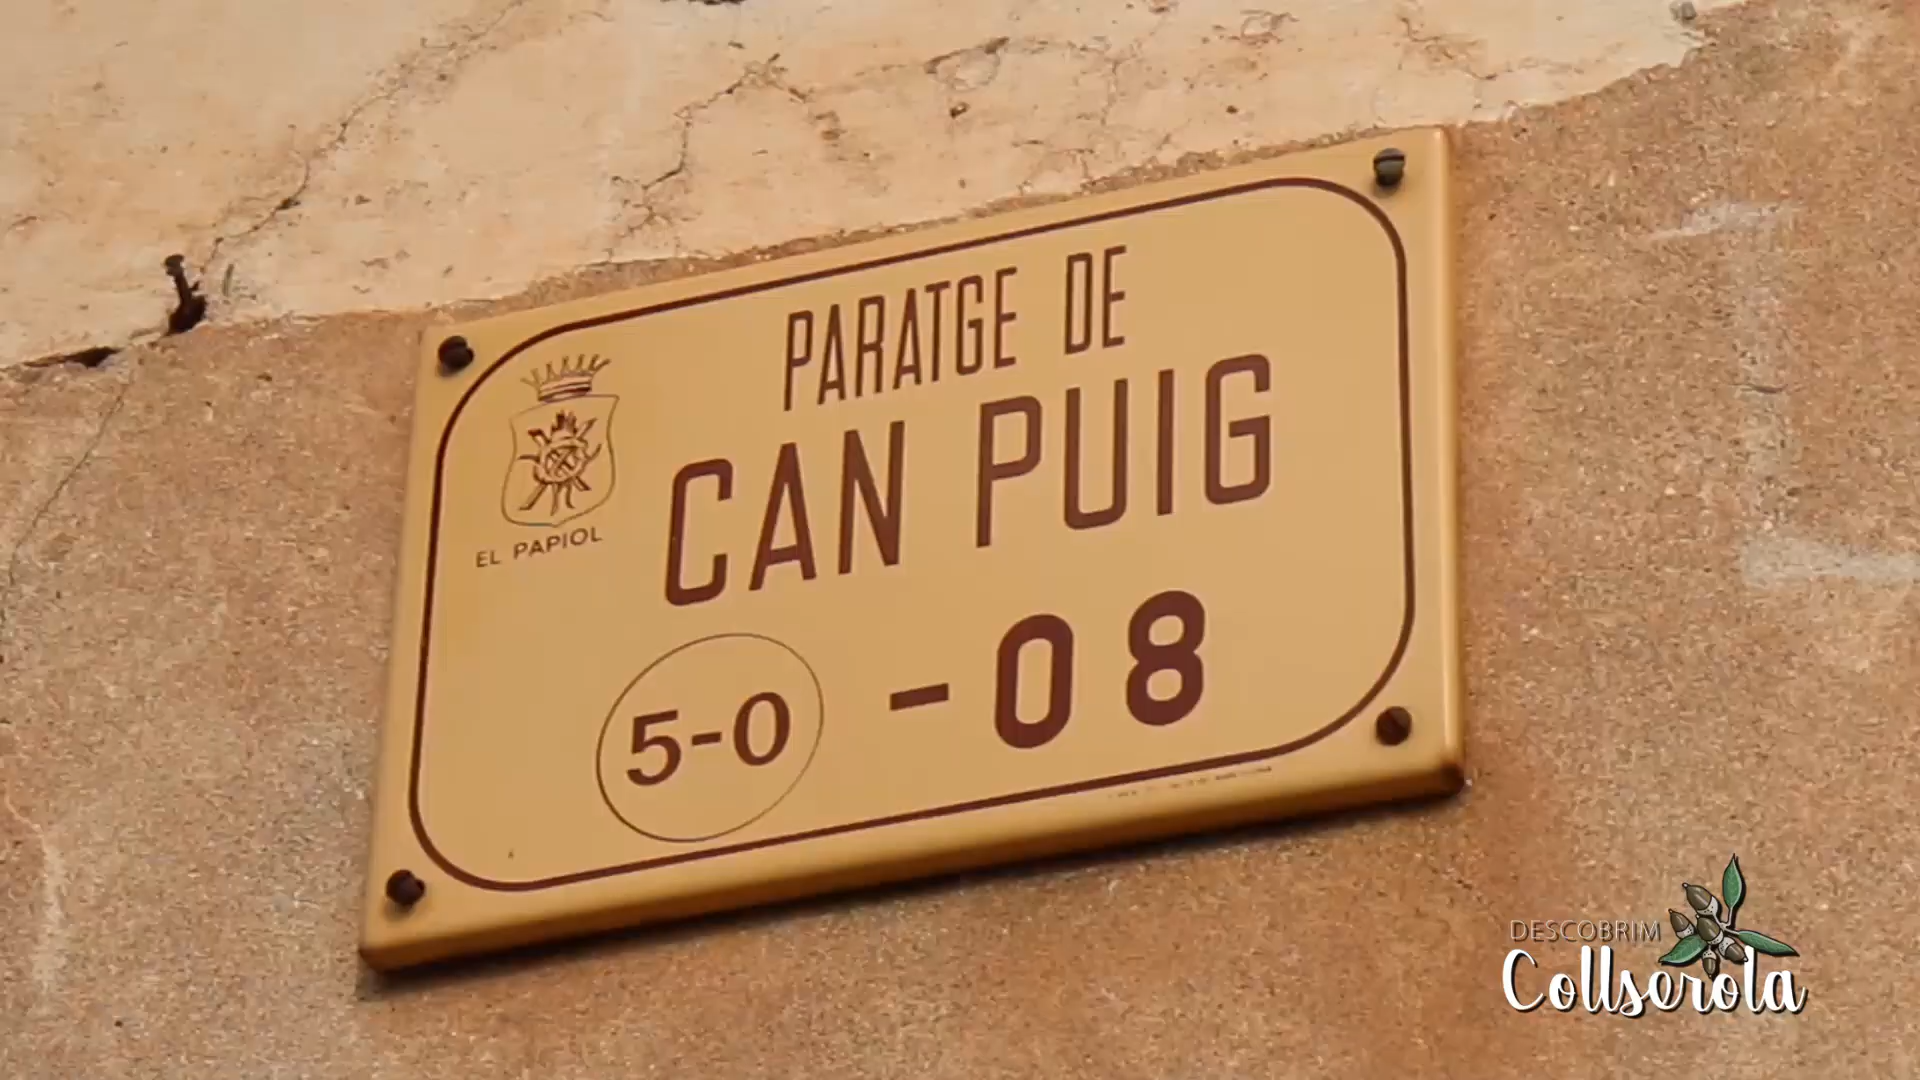 PARATGE DE
CAN PUIG
EL PAPIOL
5-0 -08
DESCOBRIM
Collserola